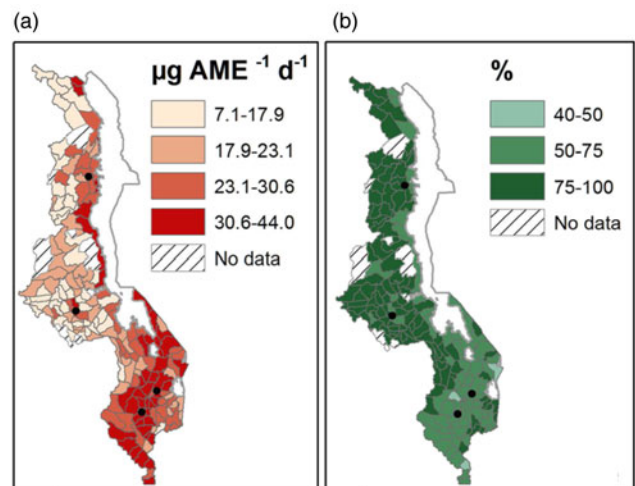 (a)
µg AME ⁻¹ d⁻¹
7.1-17.9
17.9-23.1
23.1-30.6
30.6-44.0
No data
(b)
%
40-50
50-75
75-100
No data